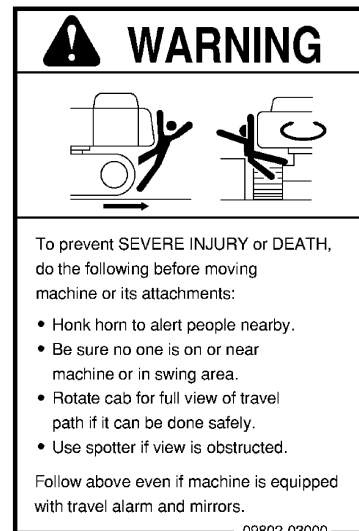 WARNING
To prevent SEVERE INJURY or DEATH,
do the following before moving
machine or its attachments:
• Honk horn to alert people nearby.
• Be sure no one is on or near
machine or in swing area.
• Rotate cab for full view of travel
path if it can be done safely.
• Use spotter if view is obstructed.
Follow above even if machine is equipped
with travel alarm and mirrors.
09802-03000